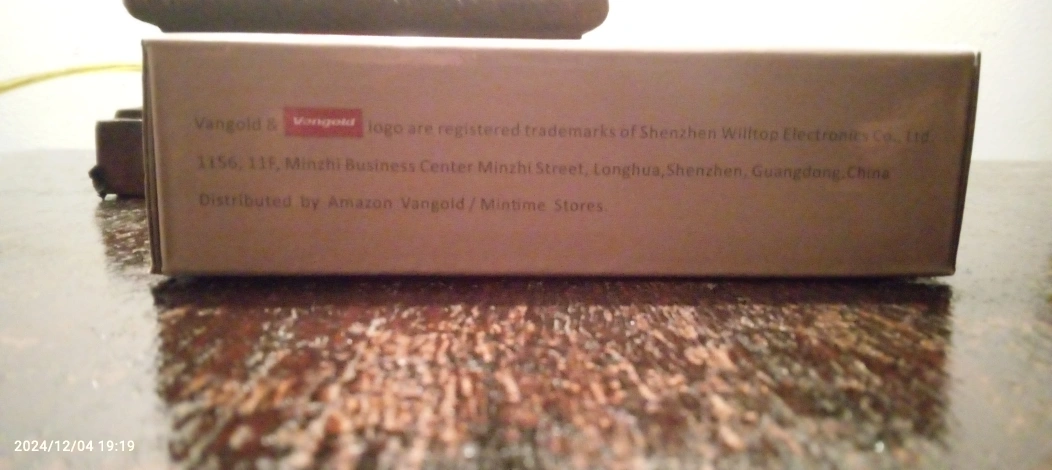 Vangold & Vangold logo are registered trademarks of Shenzhen Willtop Electronics Co., Ltd.
1156, 11F, Minzhi Business Center Minzhi Street, Longhua,Shenzhen, Guangdong,China
Distributed by Amazon Vangold / Mintime Stores.
2024/12/04 19:19